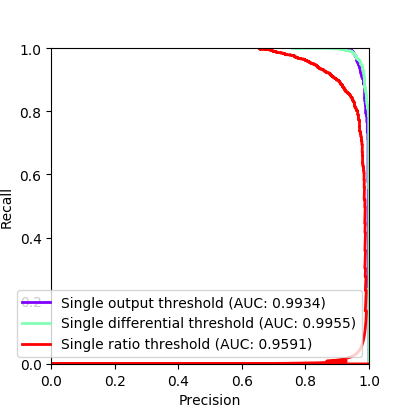 1.0
0.8
0.6
0.4
0.2
0.0
Recall
Single output threshold (AUC: 0.9934)
Single differential threshold (AUC: 0.9955)
Single ratio threshold (AUC: 0.9591)
0.0 0.2 0.4 0.6 0.8 1.0
Precision